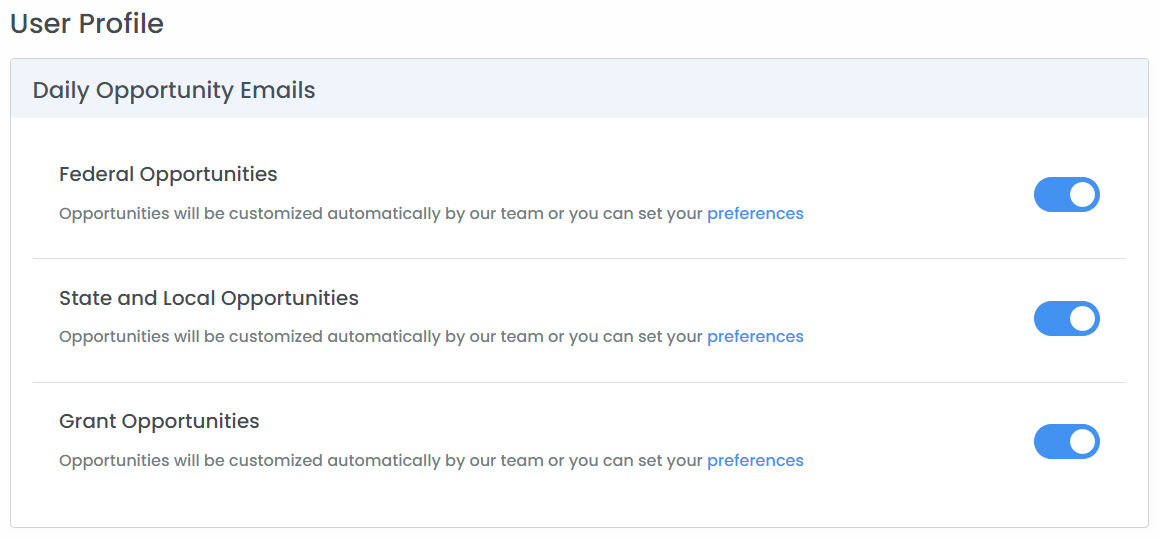 User Profile
Daily Opportunity Emails
Federal Opportunities
Opportunities will be customized automatically by our team or you can set your preferences
State and Local Opportunities
Opportunities will be customized automatically by our team or you can set your preferences
Grant Opportunities
Opportunities will be customized automatically by our team or you can set your preferences